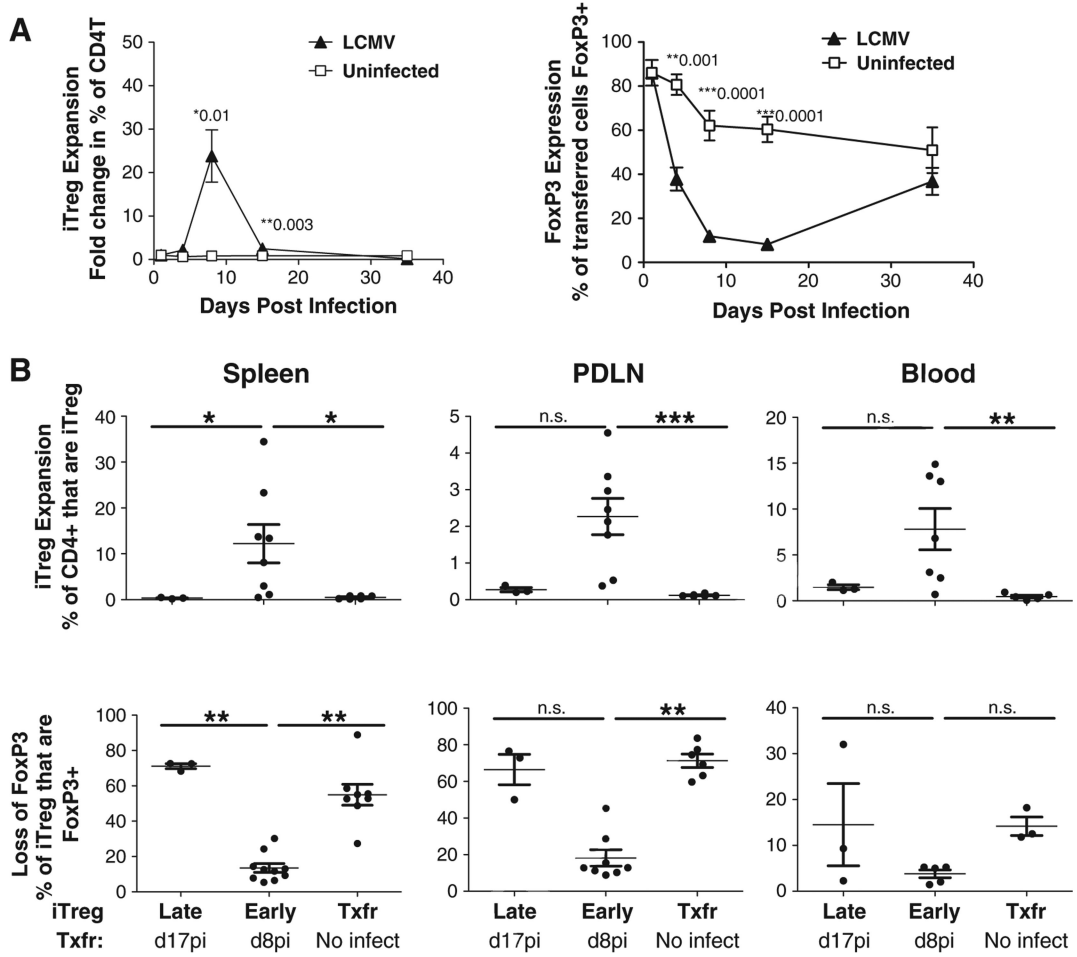 A
iTreg Expansion
Fold change in % of CD4T
50
40
30
20
10
0
LCMV
Uninfected
*0.01
**0.003
0 10 20 30 40
Days Post Infection
FoxP3 Expression
% of transferred cells FoxP3+
100
80
60
40
20
0
LCMV
Uninfected
**0.001
***0.0001
***0.0001
0 10 20 30 40
Days Post Infection
B
Spleen PDLN Blood
iTreg Expansion
% of CD4+ that are iTreg
40
30
20
10
0
* *
5
4
3
2
1
0
n.s. ***
20
15
10
5
0
n.s. **
Loss of FoxP3
% of iTreg that are
FoxP3+
100
80
60
40
20
0
** **
100
80
60
40
20
0
n.s. **
40
30
20
10
0
n.s. n.s.
iTreg Late Early Txfr Late Early Txfr Late Early Txfr
Txfr: d17pi d8pi No infect d17pi d8pi No infect d17pi d8pi No infect